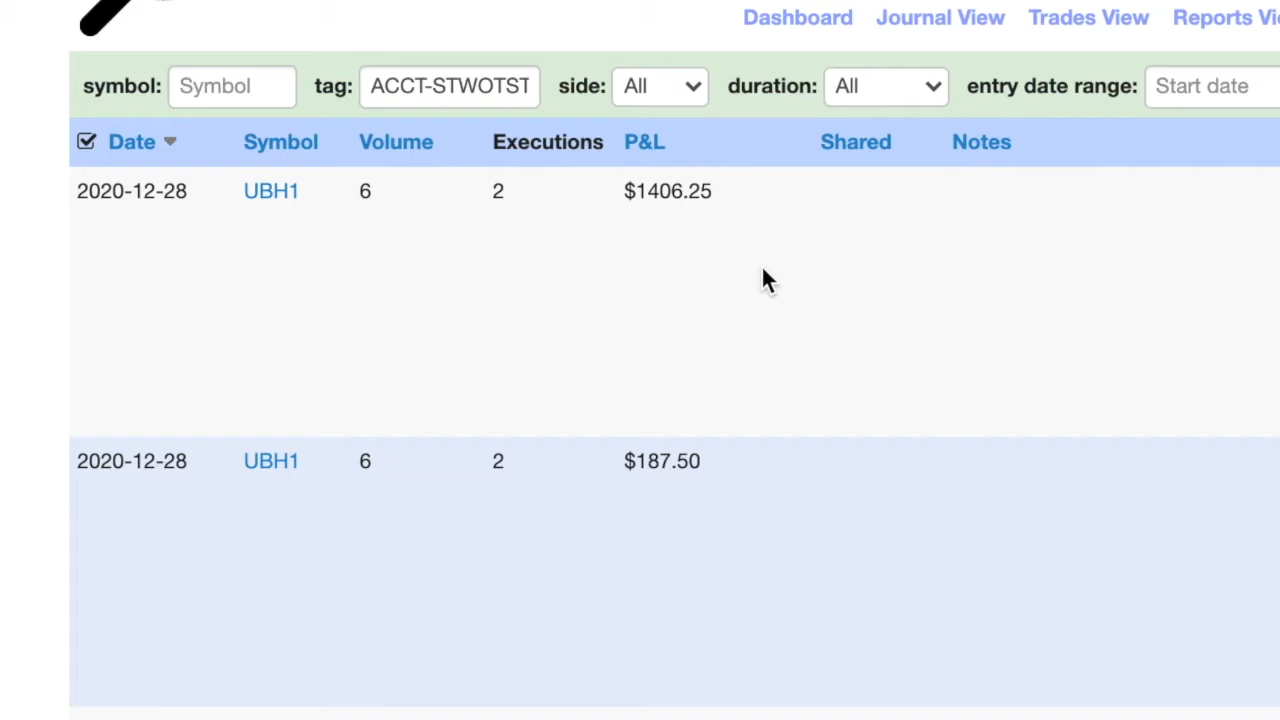 Dashboard Journal View Trades View Reports Vi
symbol: Symbol tag: ACCT-STWOTST side: All duration: All entry date range: Start date
Date Symbol Volume Executions P&L Shared Notes
2020-12-28 UBH1 6 2 $1406.25
2020-12-28 UBH1 6 2 $187.50